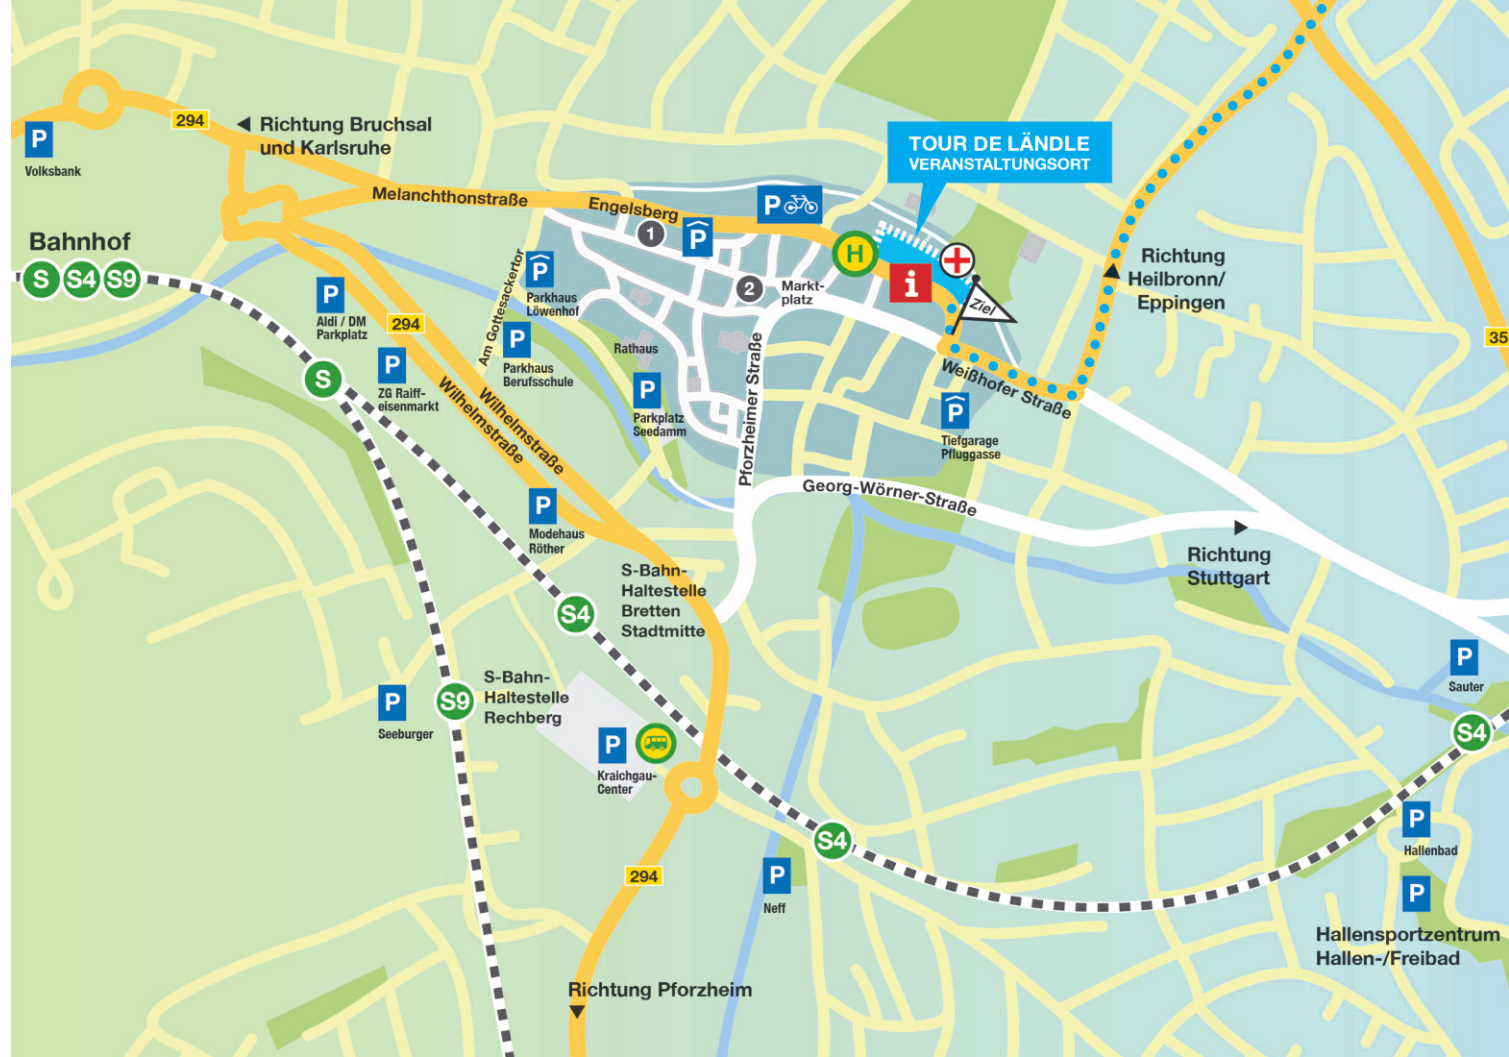 294
Richtung Bruchsal
und Karlsruhe
P
Volksbank
TOUR DE LÄNDLE
VERANSTALTUNGSORT
Melanchthonstraße
Engelsberg
P
1
P
H
i
Ziel
2
Markt-
platz
Bahnhof
S
S4
S9
P
Aldi / DM
Parkplatz
294
Am Gottesackertor
P
Parkhaus
Löwenhof
P
Parkhaus
Berufsschule
Rathaus
P
Parkplatz
Seedamm
Pforzheimer Straße
Weißhofer Straße
P
Tiefgarage
Pfluggasse
Richtung
Heilbronn/
Eppingen
35
S
P
ZG Raiff-
eisenmarkt
Wilhelmstraße
Wilhelmstraße
P
Modehaus
Röther
Georg-Wörner-Straße
Richtung
Stuttgart
S-Bahn-
Haltestelle
Bretten
Stadtmitte
S4
P
Seeburger
S9
S-Bahn-
Haltestelle
Rechberg
P
Kraichgau-
Center
P
Sauter
S4
S4
P
Hallenbad
P
Hallensportzentrum
Hallen-/Freibad
P
Neff
294
Richtung Pforzheim